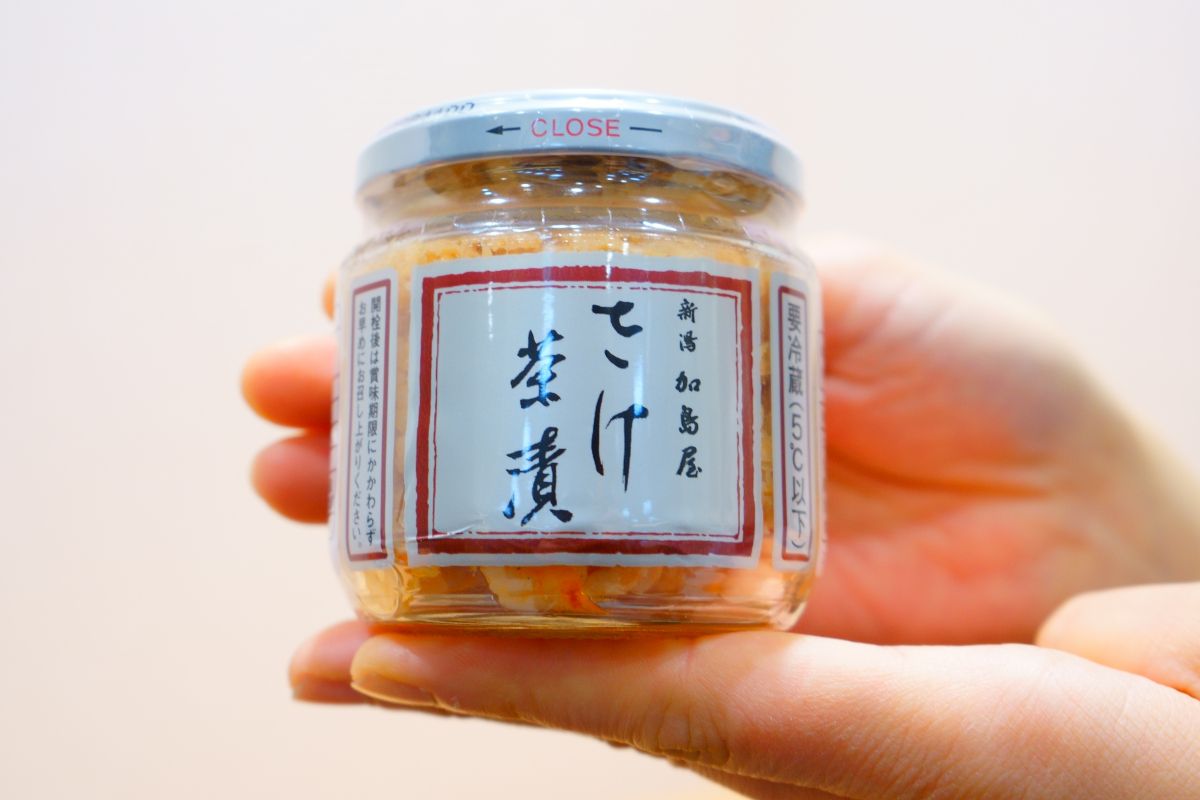 ← CLOSE —
新潟 加島屋
さけ
茶漬
要冷蔵(5℃以下)
開栓後は賞味期限にかかわらず
お早めにお召し上がりください。